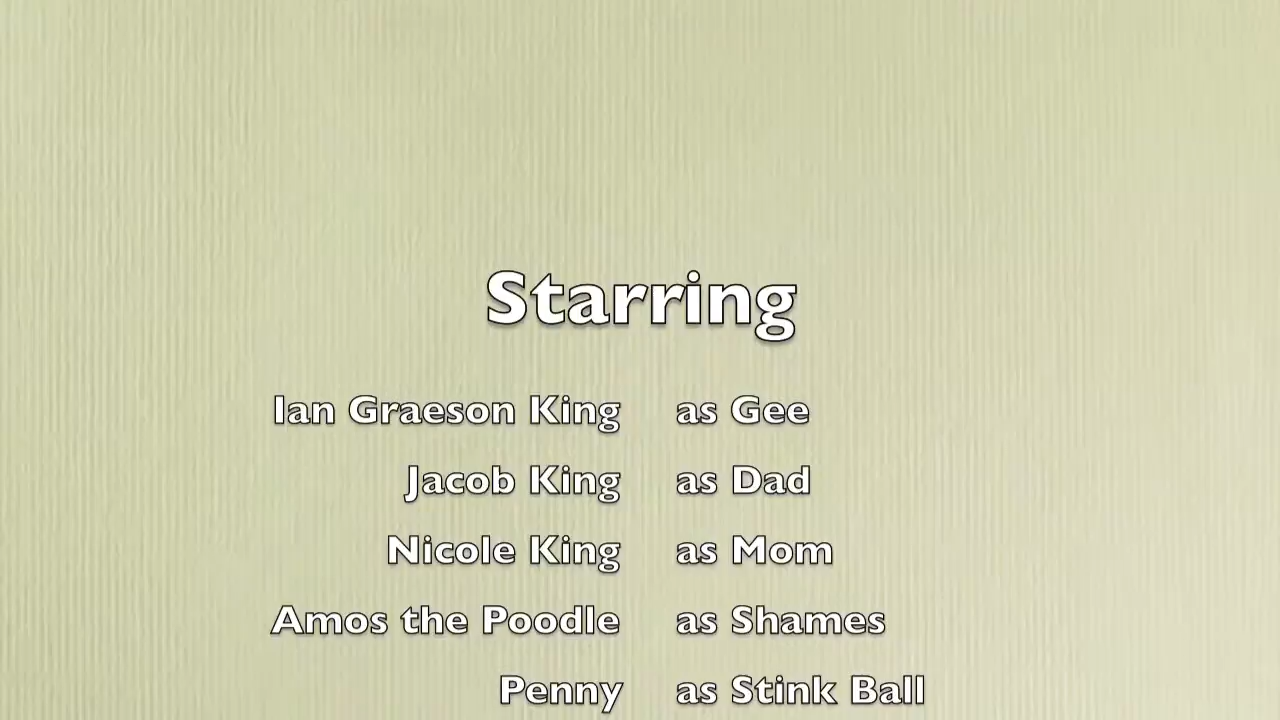 Starring
Ian Graeson King as Gee
Jacob King as Dad
Nicole King as Mom
Amos the Poodle as Shames
Penny as Stink Ball